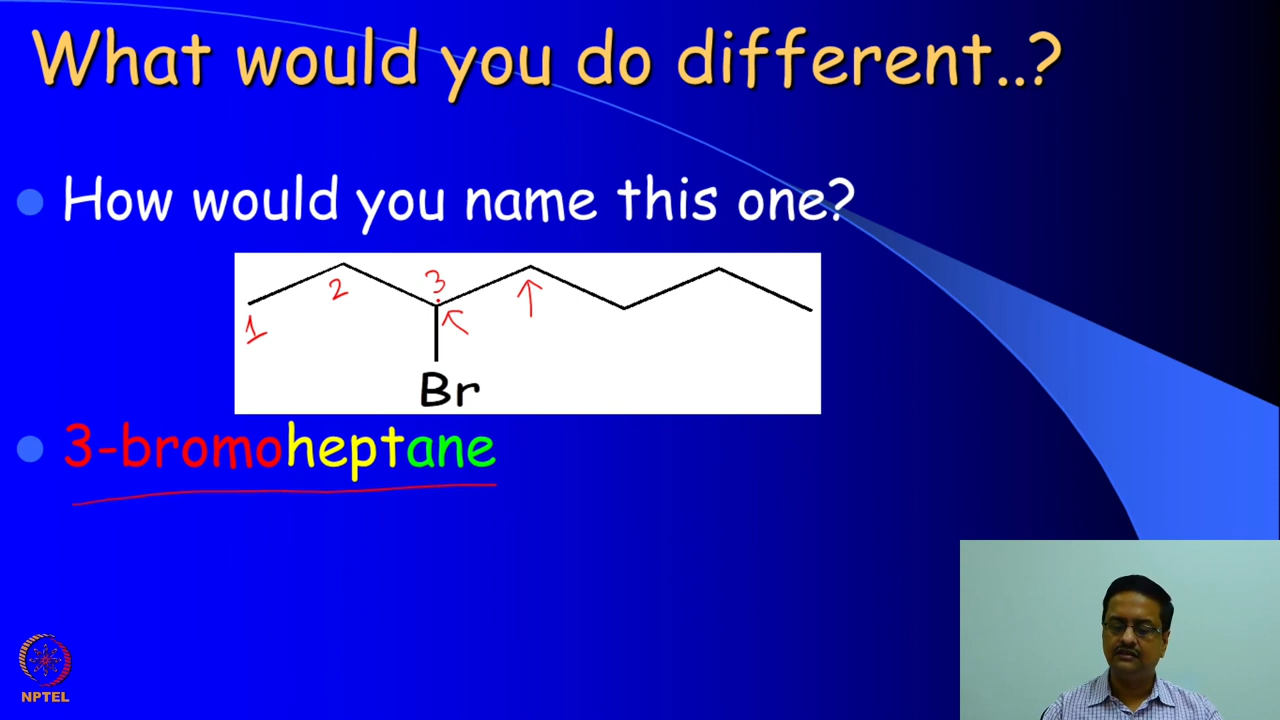 What would you do different..?
How would you name this one?
1
2
3
Br
3-bromoheptane
NPTEL